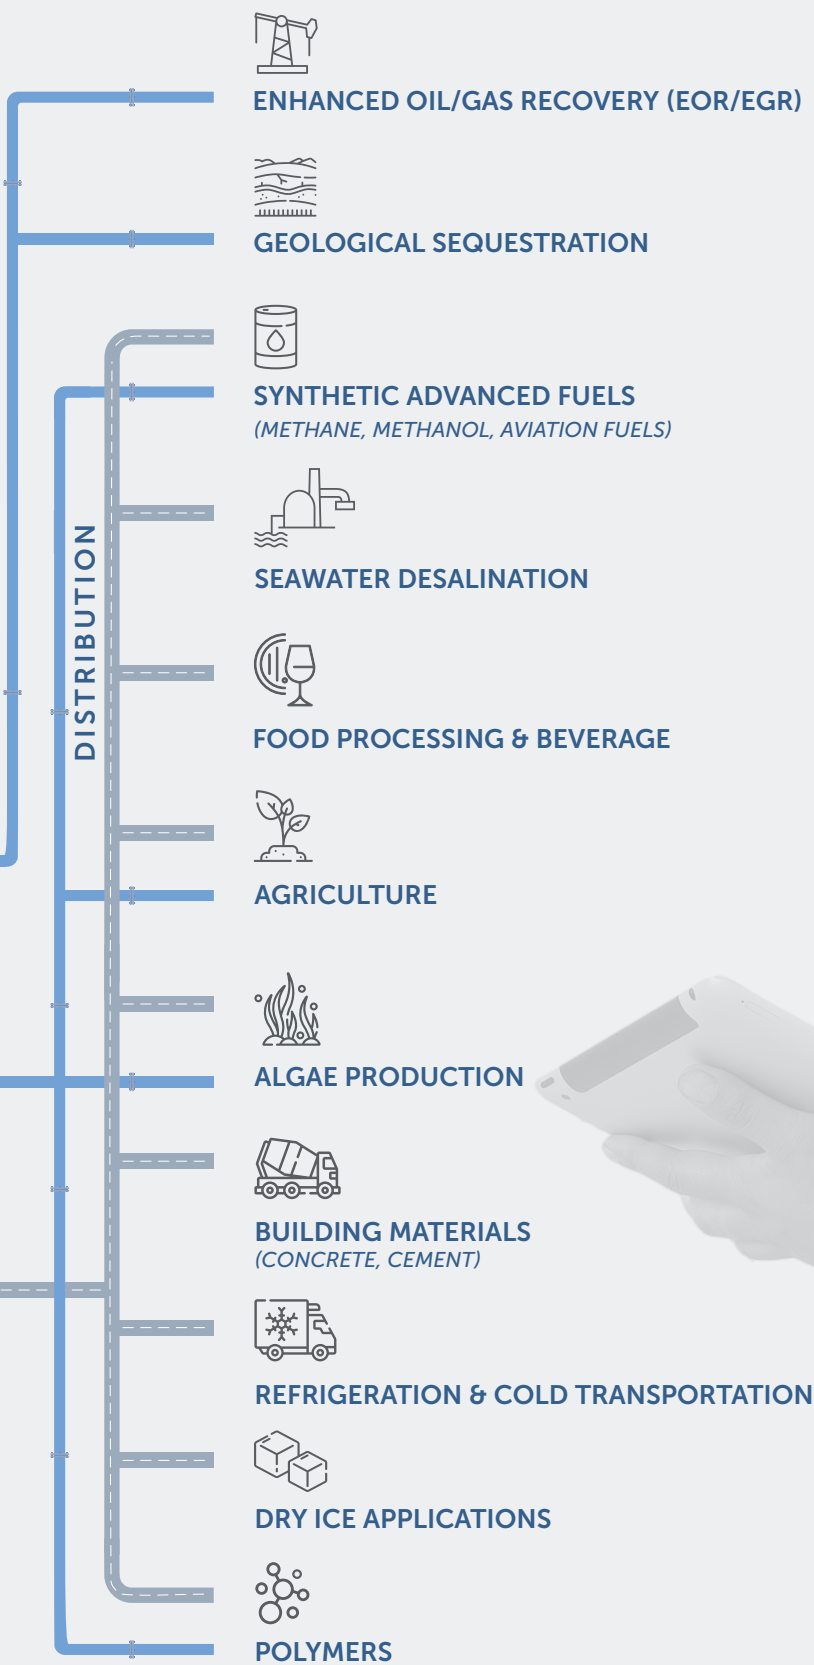 ENHANCED OIL/GAS RECOVERY (EOR/EGR)
GEOLOGICAL SEQUESTRATION
SYNTHETIC ADVANCED FUELS
(METHANE, METHANOL, AVIATION FUELS)
DISTRIBUTION
SEAWATER DESALINATION
FOOD PROCESSING & BEVERAGE
AGRICULTURE
ALGAE PRODUCTION
BUILDING MATERIALS
(CONCRETE, CEMENT)
REFRIGERATION & COLD TRANSPORTATION
DRY ICE APPLICATIONS
POLYMERS